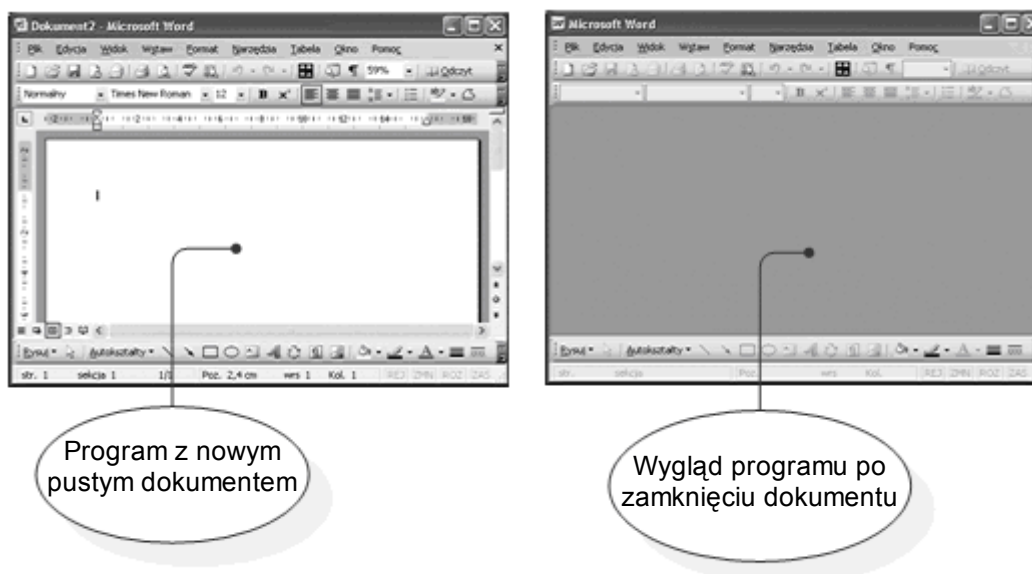 Dokument2 - Microsoft Word
Plik Edycja Widok Wstaw Format Narzędzia Tabela Okno Pomoc
59% Odczyt
Normalny Times New Roman 12 B
Rysuj Autokształty
str. 1 sekcja 1 1/1 Poz. 2,4 cm wrs 1 Kol. 1 REJ ZMN ROZ ZAS
Program z nowym
pustym dokumentem
Microsoft Word
Plik Edycja Widok Wstaw Format Narzędzia Tabela Okno Pomoc
Odczyt
B
Rysuj Autokształty
str. sekcja Poz. wrs Kol. REJ ZMN ROZ ZAS
Wygląd programu po
zamknięciu dokumentu